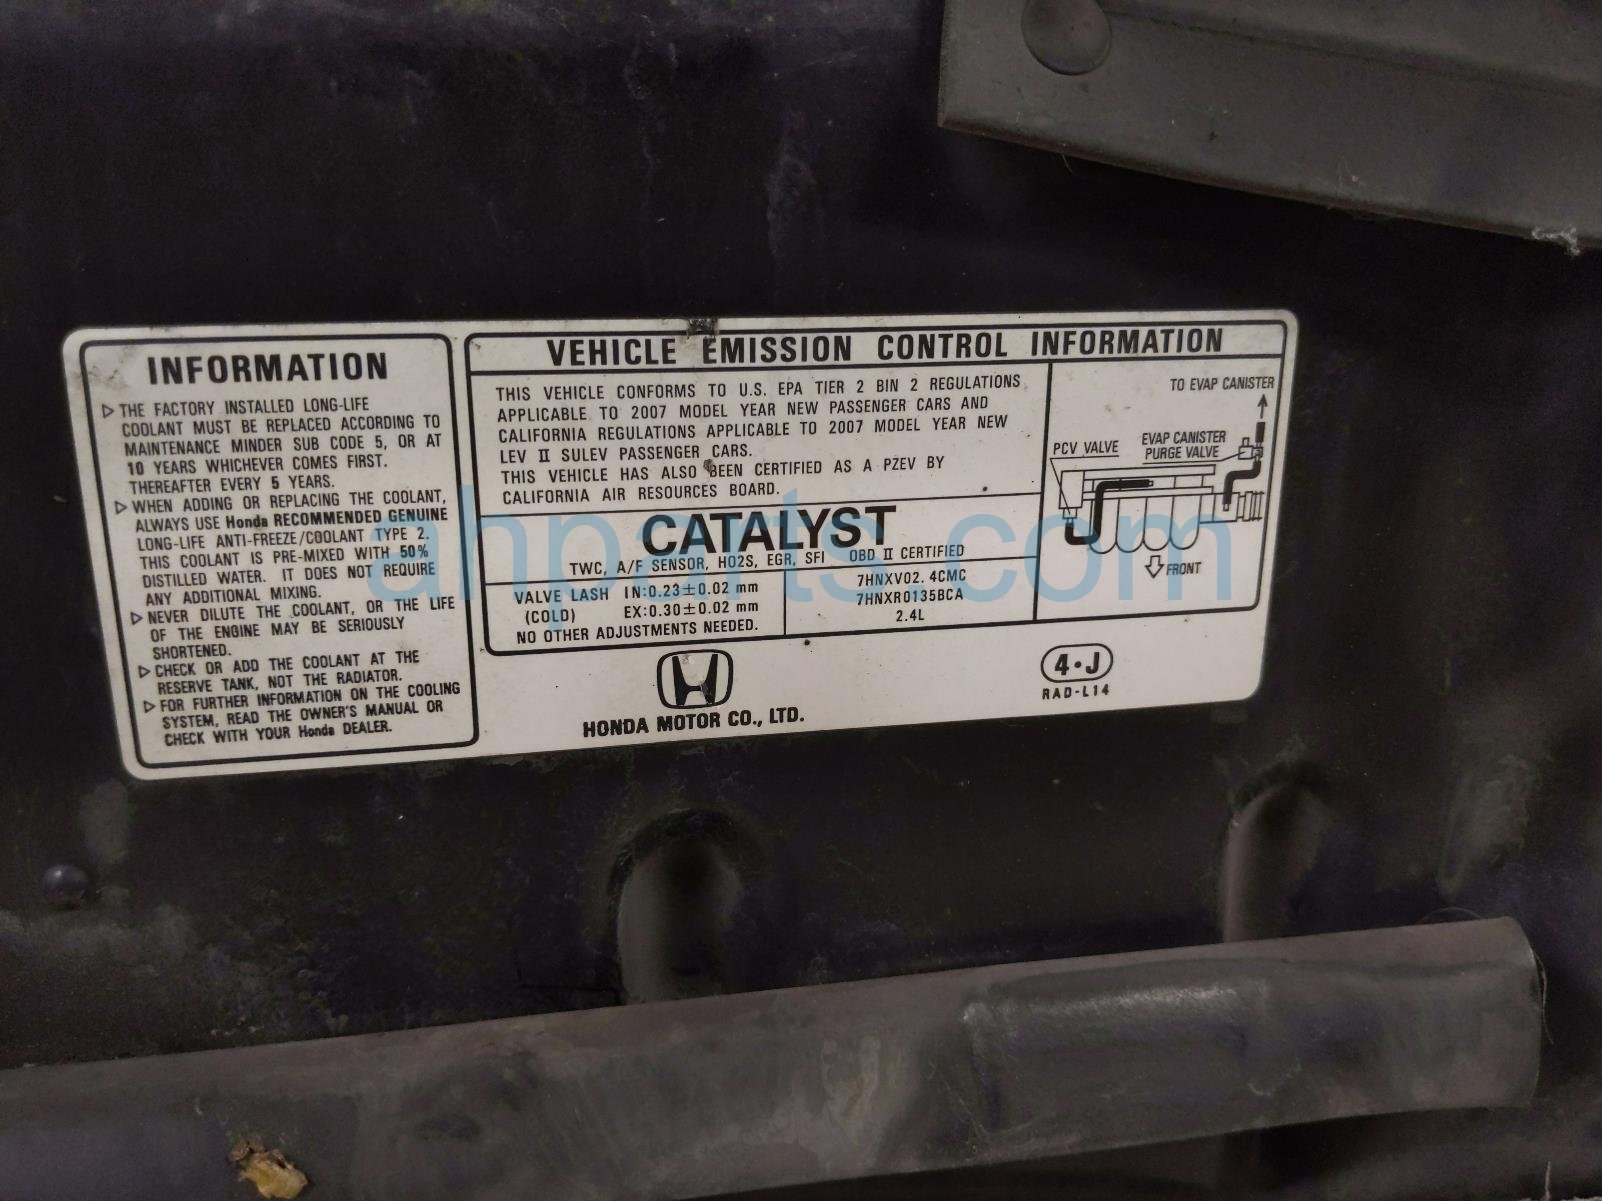 INFORMATION
▷ THE FACTORY INSTALLED LONG-LIFE
COOLANT MUST BE REPLACED ACCORDING TO
MAINTENANCE MINDER SUB CODE 5, OR AT
10 YEARS WHICHEVER COMES FIRST.
THEREAFTER EVERY 5 YEARS.
▷ WHEN ADDING OR REPLACING THE COOLANT,
ALWAYS USE Honda RECOMMENDED GENUINE
LONG-LIFE ANTI-FREEZE/COOLANT TYPE 2.
THIS COOLANT IS PRE-MIXED WITH 50%
DISTILLED WATER. IT DOES NOT REQUIRE
ANY ADDITIONAL MIXING.
▷ NEVER DILUTE THE COOLANT, OR THE LIFE
OF THE ENGINE MAY BE SERIOUSLY
SHORTENED.
▷ CHECK OR ADD THE COOLANT AT THE
RESERVE TANK, NOT THE RADIATOR.
▷ FOR FURTHER INFORMATION ON THE COOLING
SYSTEM, READ THE OWNER'S MANUAL OR
CHECK WITH YOUR Honda DEALER.
VEHICLE EMISSION CONTROL INFORMATION
THIS VEHICLE CONFORMS TO U.S. EPA TIER 2 BIN 2 REGULATIONS
APPLICABLE TO 2007 MODEL YEAR NEW PASSENGER CARS AND
CALIFORNIA REGULATIONS APPLICABLE TO 2007 MODEL YEAR NEW
LEV II SULEV PASSENGER CARS.
THIS VEHICLE HAS ALSO BEEN CERTIFIED AS A PZEV BY
CALIFORNIA AIR RESOURCES BOARD.
CATALYST
TWC, A/F SENSOR, HO2S, EGR, SFI OBD II CERTIFIED
VALVE LASH IN:0.23±0.02 mm
(COLD) EX:0.30±0.02 mm
NO OTHER ADJUSTMENTS NEEDED.
7HNXV02.4CMC
7HNXR0135BCA
2.4L
TO EVAP CANISTER
PCV VALVE
EVAP CANISTER
PURGE VALVE
FRONT
HONDA MOTOR CO., LTD.
4•J
RAD-L14
ahparts.com